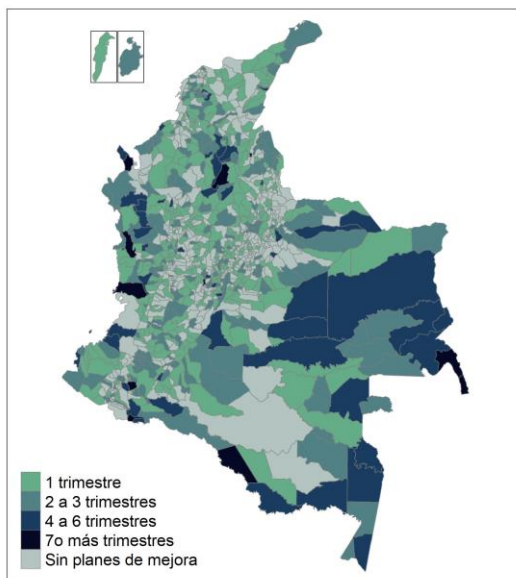 1 trimestre
2 a 3 trimestres
4 a 6 trimestres
7o más trimestres
Sin planes de mejora